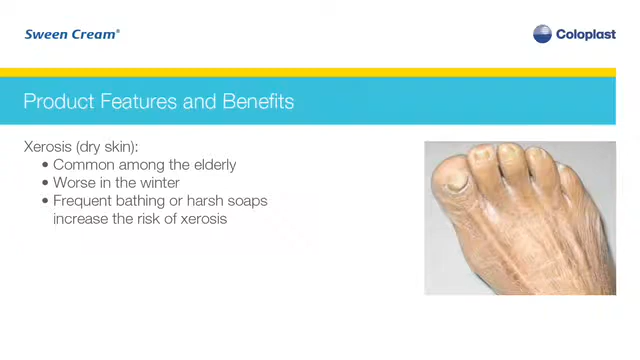 Sween Cream®
Coloplast
Product Features and Benefits
Xerosis (dry skin):
• Common among the elderly
• Worse in the winter
• Frequent bathing or harsh soaps
increase the risk of xerosis